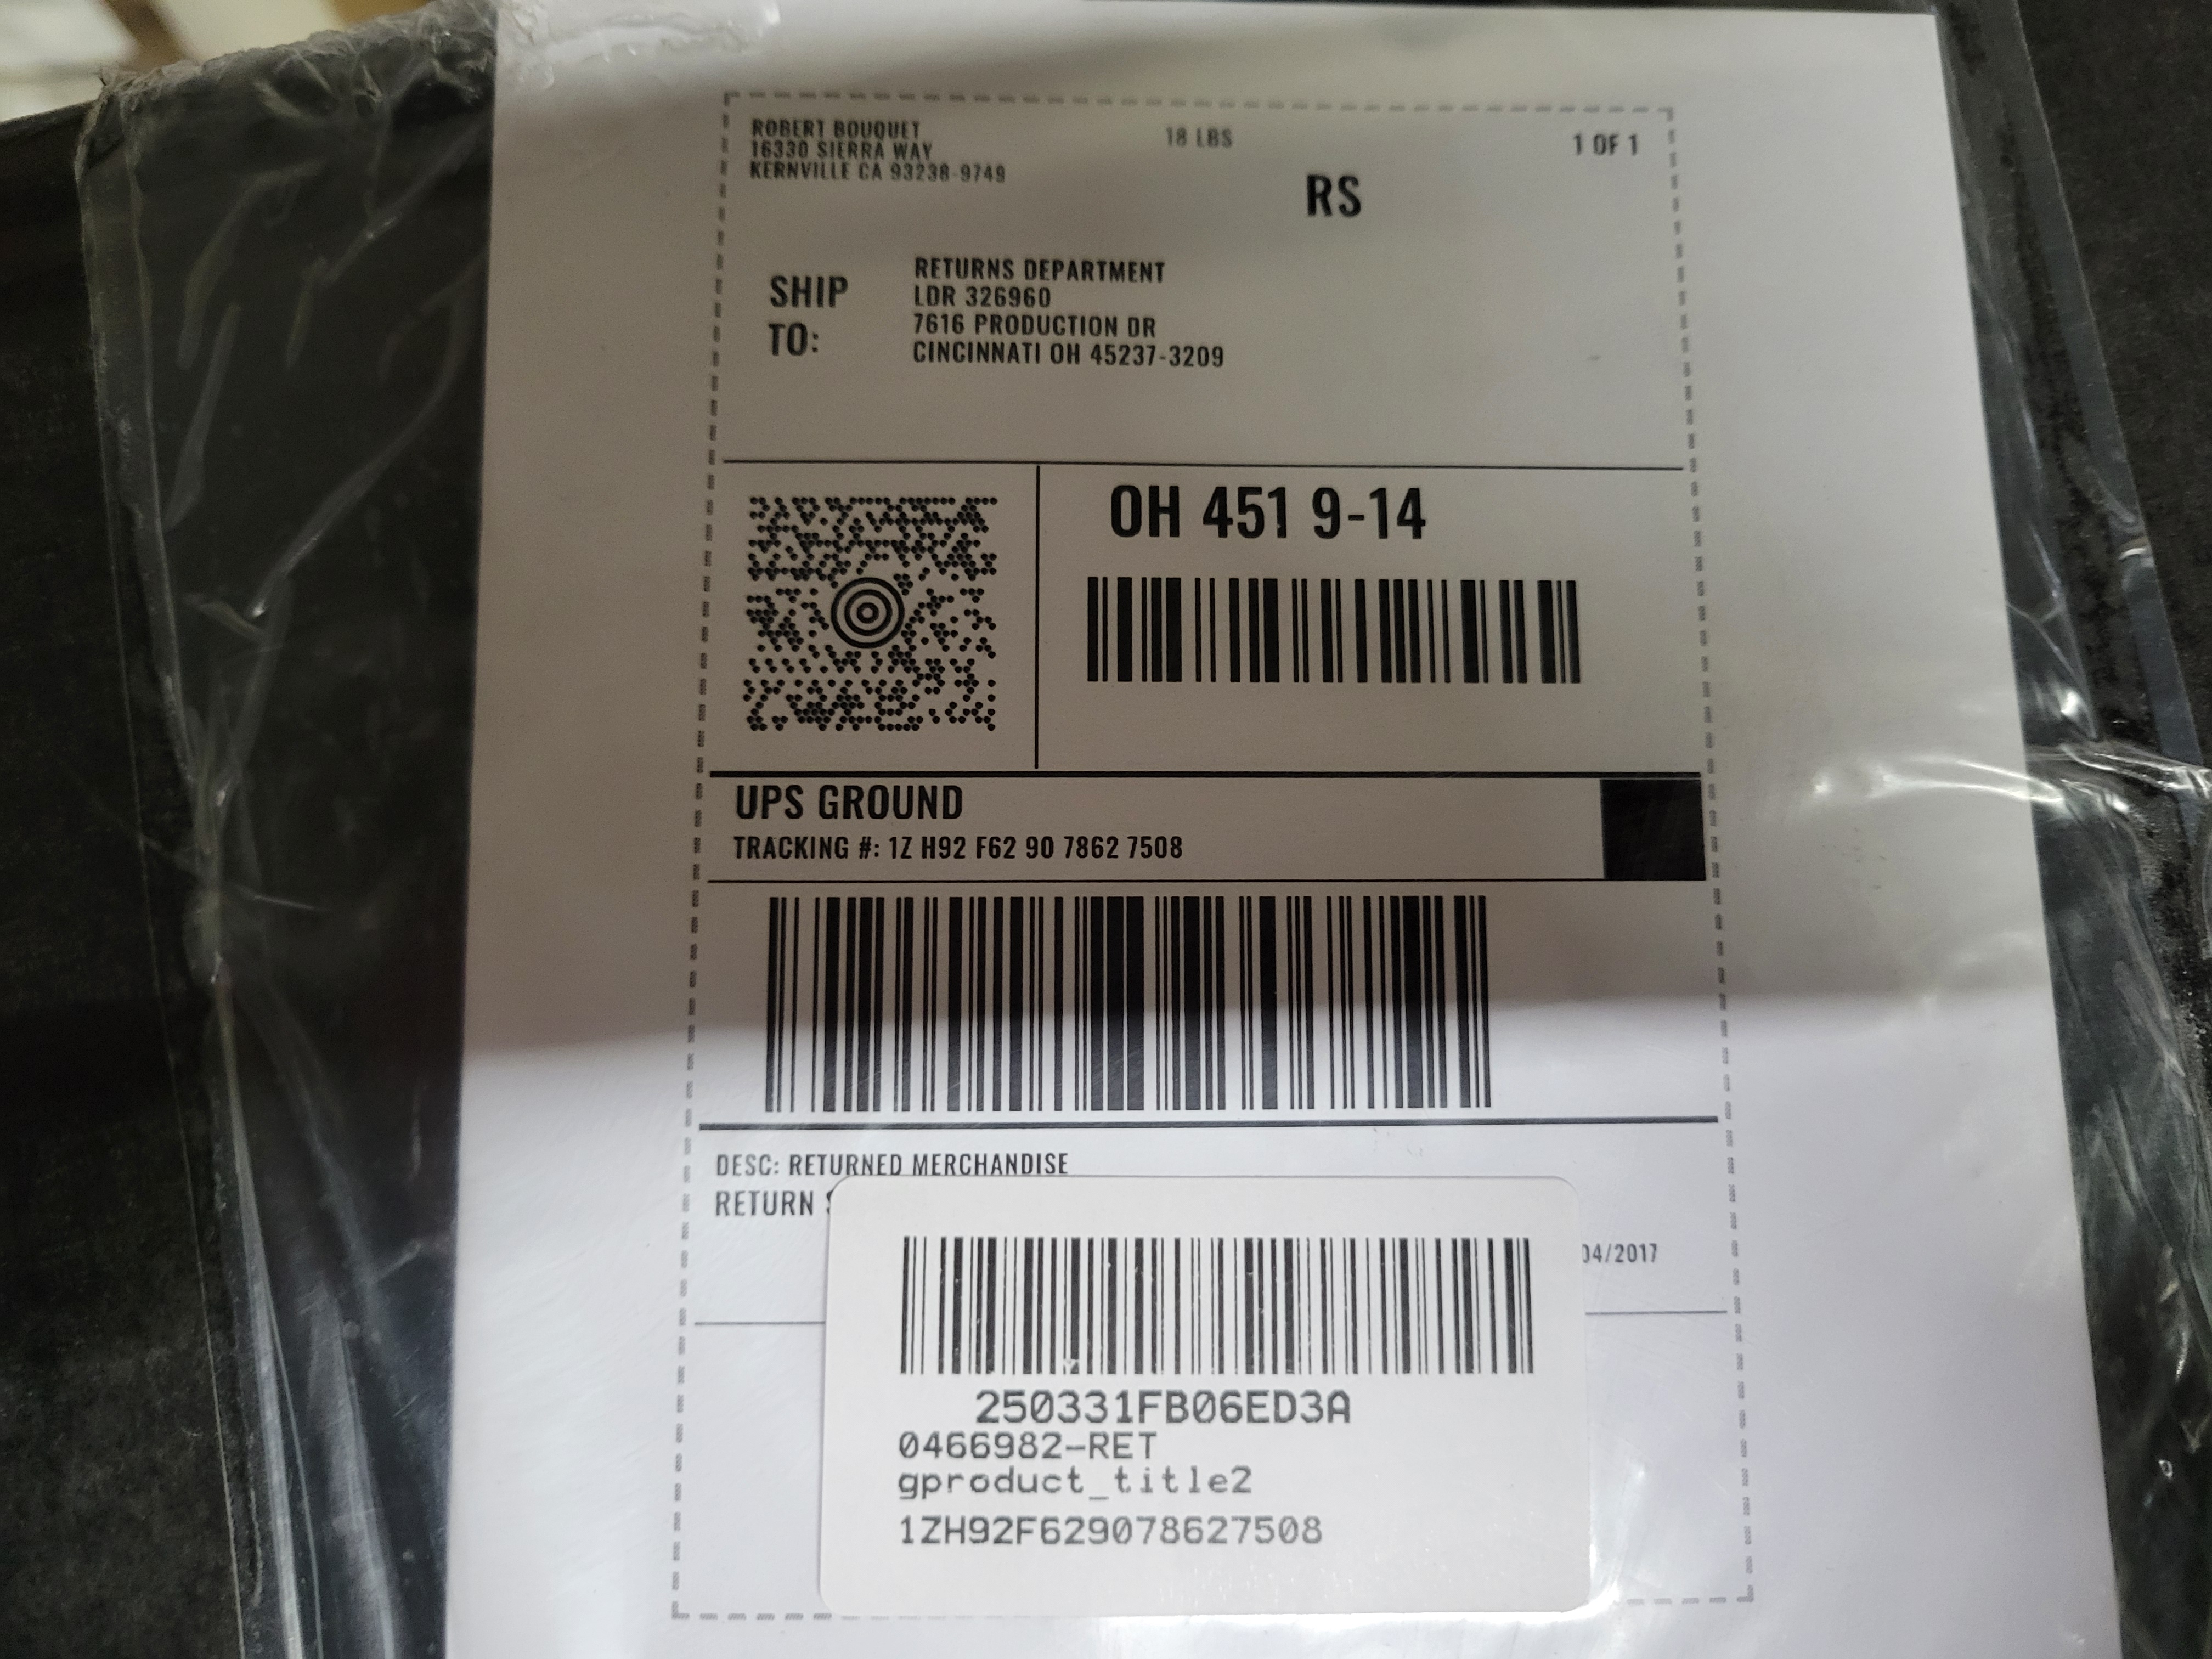 ROBERT BOUQUET
16330 SIERRA WAY
KERNVILLE CA 93238-9749
18 LBS
1 OF 1
RS
SHIP TO:
RETURNS DEPARTMENT
LDR 326960
7616 PRODUCTION DR
CINCINNATI OH 45237-3209
OH 451 9-14
UPS GROUND
TRACKING #: 1Z H92 F62 90 7862 7508
DESC: RETURNED MERCHANDISE
RETURN
04/2017
250331FB06ED3A
0466982-RET
gproduct_title2
1ZH92F629078627508